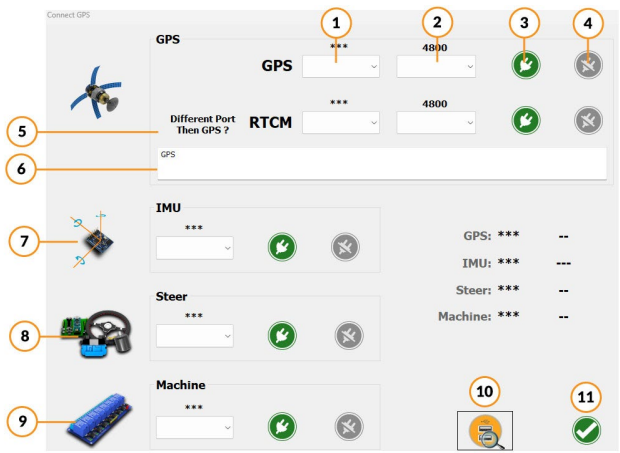 Connect GPS
1
2
3
4
GPS
*** 4800
GPS
*** 4800
5
Different Port
Then GPS ?
RTCM
6
GPS
7
IMU
***
GPS: *** --
IMU: *** ---
Steer: *** --
Machine: *** --
8
Steer
***
9
Machine
***
10
11